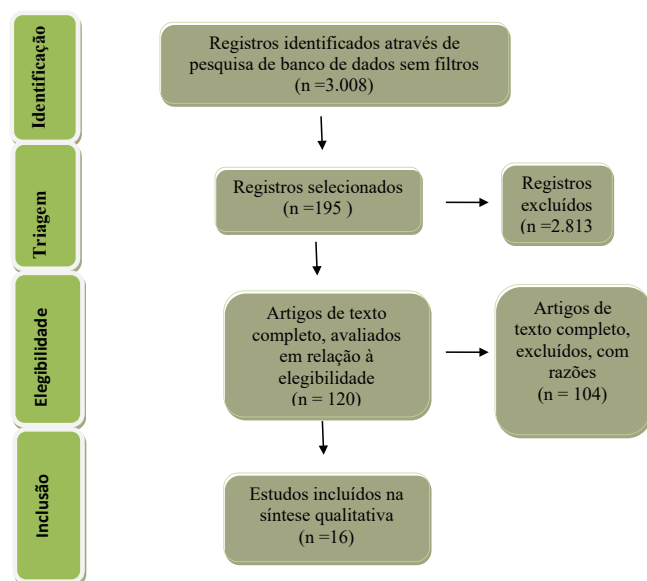 Identificação
Registros identificados através de
pesquisa de banco de dados sem filtros
(n =3.008)
Triagem
Registros selecionados
(n =195 )
Registros
excluídos
(n =2.813
Elegibilidade
Artigos de texto
completo, avaliados
em relação à
elegibilidade
(n = 120)
Artigos de
texto completo,
excluídos, com
razões
(n = 104)
Inclusão
Estudos incluídos na
síntese qualitativa
(n =16)